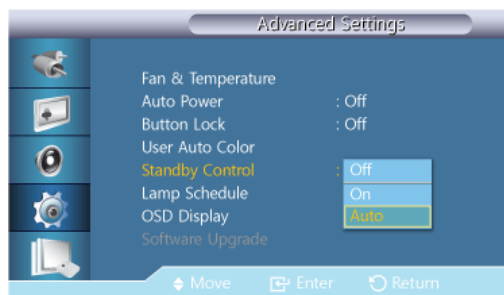 Advanced Settings
Fan & Temperature
Auto Power : Off
Button Lock : Off
User Auto Color
Standby Control : Off
Lamp Schedule On
OSD Display Auto
Software Upgrade
Move Enter Return